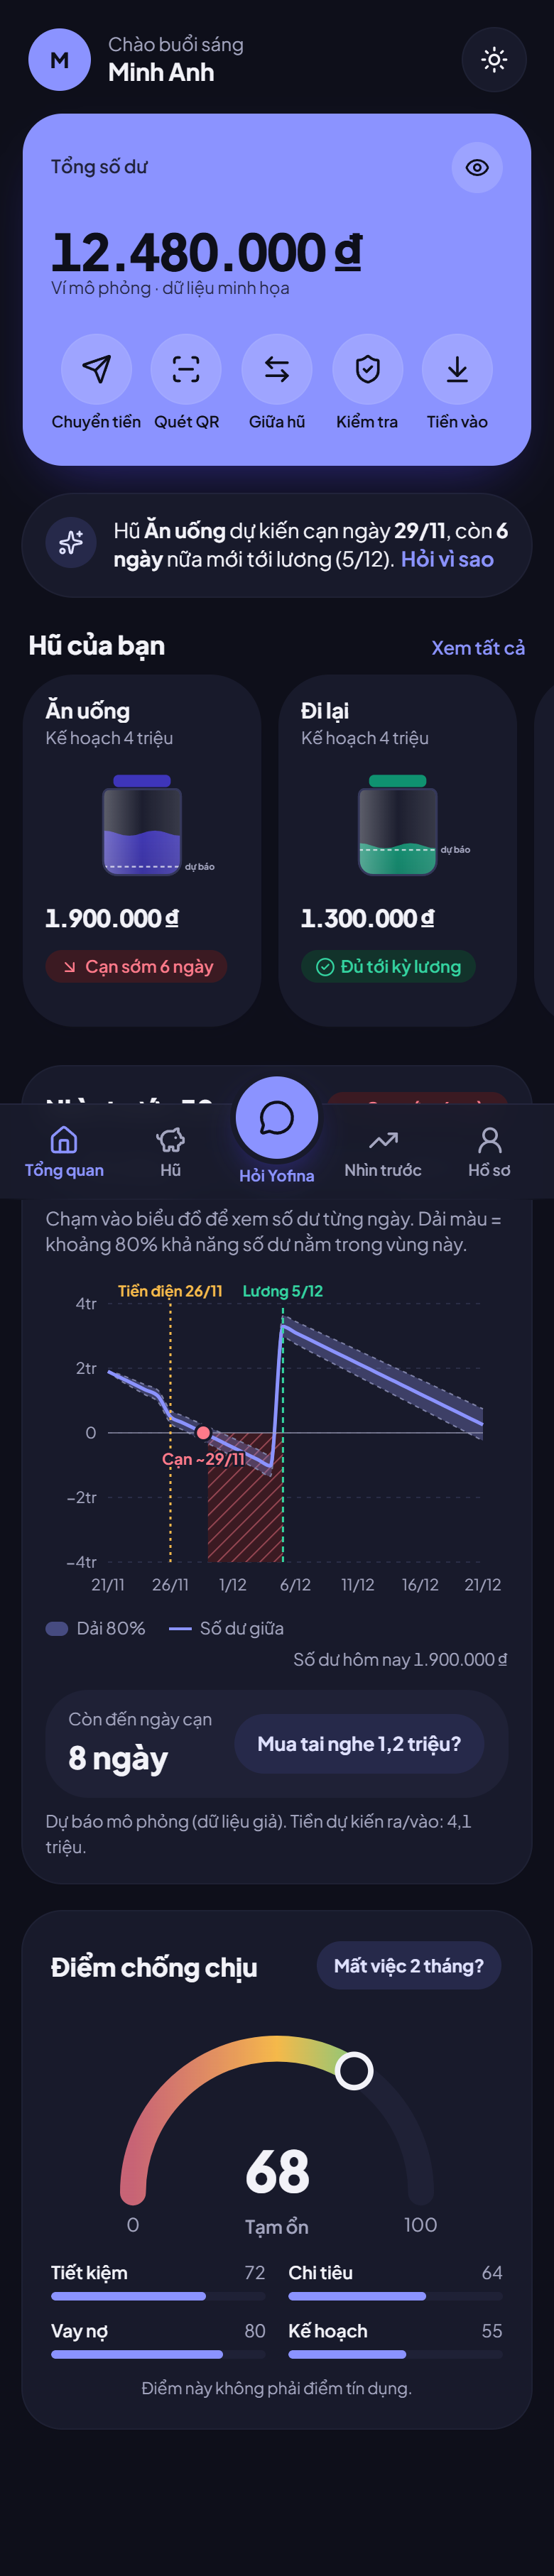 M
Chào buổi sáng
Minh Anh
Tổng số dư
12.480.000 ₫
Ví mô phỏng · dữ liệu minh họa
Chuyển tiền Quét QR Giữa hũ Kiểm tra Tiền vào
Hũ Ăn uống dự kiến cạn ngày 29/11, còn 6
ngày nữa mới tới lương (5/12). Hỏi vì sao
Hũ của bạn
Xem tất cả
Ăn uống
Kế hoạch 4 triệu
dự báo
1.900.000 ₫
Cạn sớm 6 ngày
Đi lại
Kế hoạch 4 triệu
dự báo
1.300.000 ₫
Đủ tới kỳ lương
Tổng quan
Hũ
Hỏi Yofina
Nhìn trước
Hồ sơ
Chạm vào biểu đồ để xem số dư từng ngày. Dải màu =
khoảng 80% khả năng số dư nằm trong vùng này.
Tiền điện 26/11 Lương 5/12
4tr
2tr
0
Cạn ~29/11
−2tr
−4tr
21/11 26/11 1/12 6/12 11/12 16/12 21/12
Dải 80% Số dư giữa
Số dư hôm nay 1.900.000 ₫
Còn đến ngày cạn
8 ngày
Mua tai nghe 1,2 triệu?
Dự báo mô phỏng (dữ liệu giả). Tiền dự kiến ra/vào: 4,1
triệu.
Điểm chống chịu
Mất việc 2 tháng?
68
0 Tạm ổn 100
Tiết kiệm 72
Chi tiêu 64
Vay nợ 80
Kế hoạch 55
Điểm này không phải điểm tín dụng.